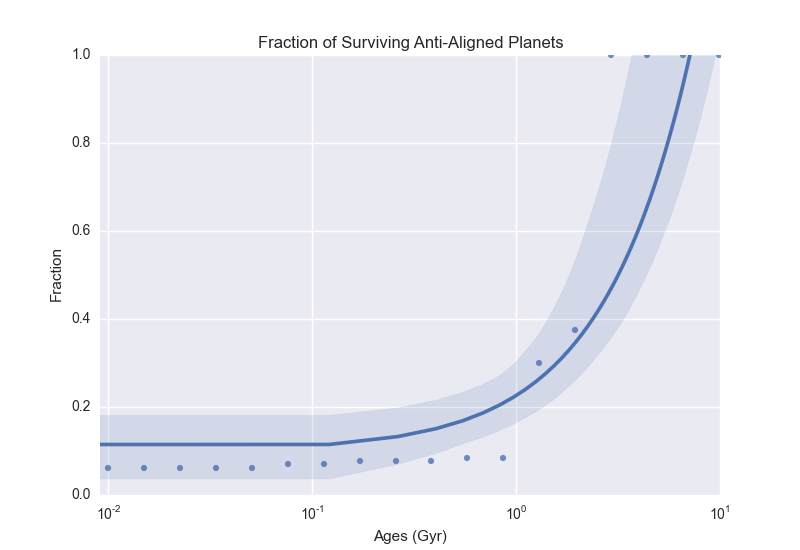 Fraction of Surviving Anti-Aligned Planets
1.0
0.8
0.6
0.4
0.2
0.0
Fraction
10^-2 10^-1 10^0 10^1
Ages (Gyr)